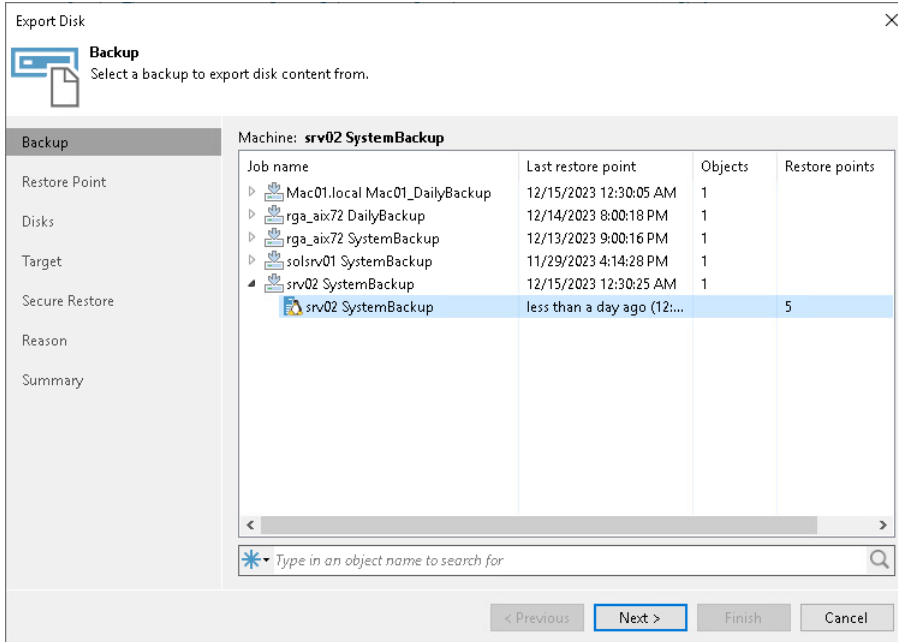 Export Disk
Backup
Select a backup to export disk content from.
Backup
Restore Point
Disks
Target
Secure Restore
Reason
Summary
Machine: srv02 SystemBackup
Job name Last restore point Objects Restore points
Mac01.local Mac01_DailyBackup 12/15/2023 12:30:05 AM 1
rga_aix72 DailyBackup 12/14/2023 8:00:18 PM 1
rga_aix72 SystemBackup 12/13/2023 9:00:16 PM 1
solsrv01 SystemBackup 11/29/2023 4:14:28 PM 1
srv02 SystemBackup 12/15/2023 12:30:25 AM 1
srv02 SystemBackup less than a day ago (12:... 5
Type in an object name to search for
< Previous Next > Finish Cancel